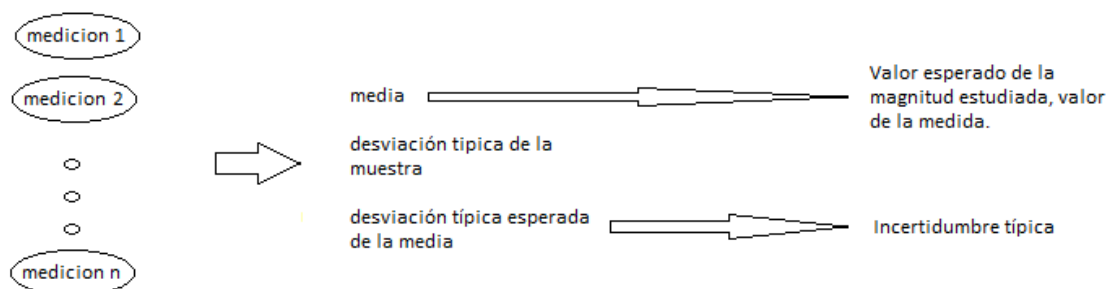 medicion 1
medicion 2
medicion n
media
desviación tipica de la
muestra
desviación típica esperada
de la media
Valor esperado de la
magnitud estudiada, valor
de la medida.
Incertidumbre típica